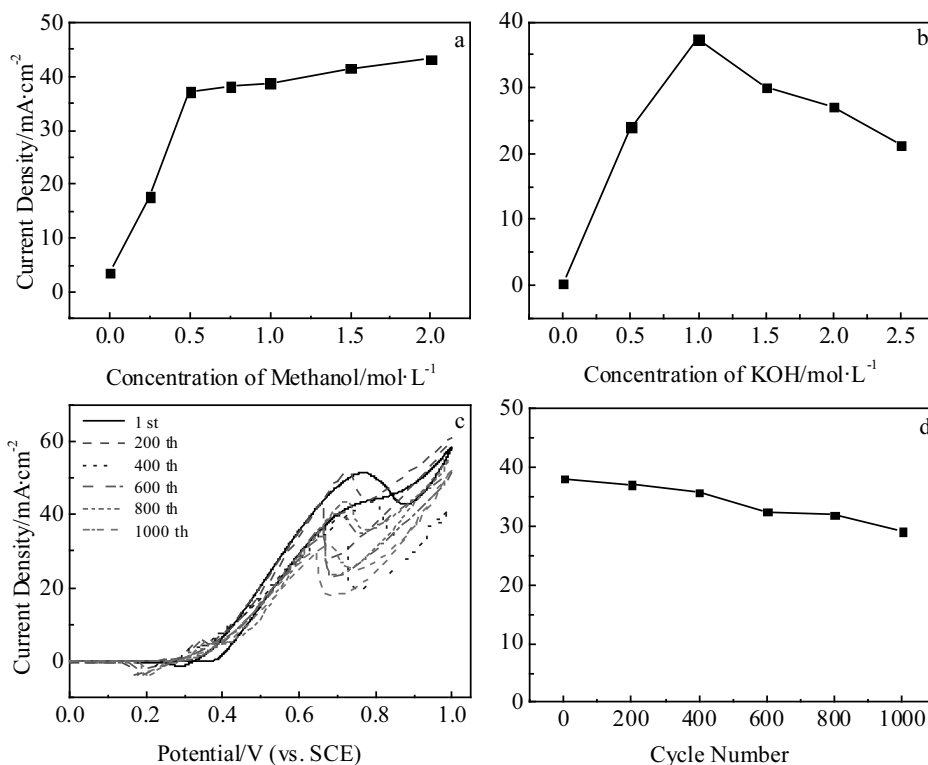 a
50
40
30
20
10
0
Current Density/mA·cm-2
0.0 0.5 1.0 1.5 2.0
Concentration of Methanol/mol·L-1
b
40
30
20
10
0
0.0 0.5 1.0 1.5 2.0 2.5
Concentration of KOH/mol·L-1
c
1 st
200 th
400 th
600 th
800 th
1000 th
60
40
20
0
Current Density/mA·cm-2
0.0 0.2 0.4 0.6 0.8 1.0
Potential/V (vs. SCE)
d
50
40
30
20
10
0
0 200 400 600 800 1000
Cycle Number